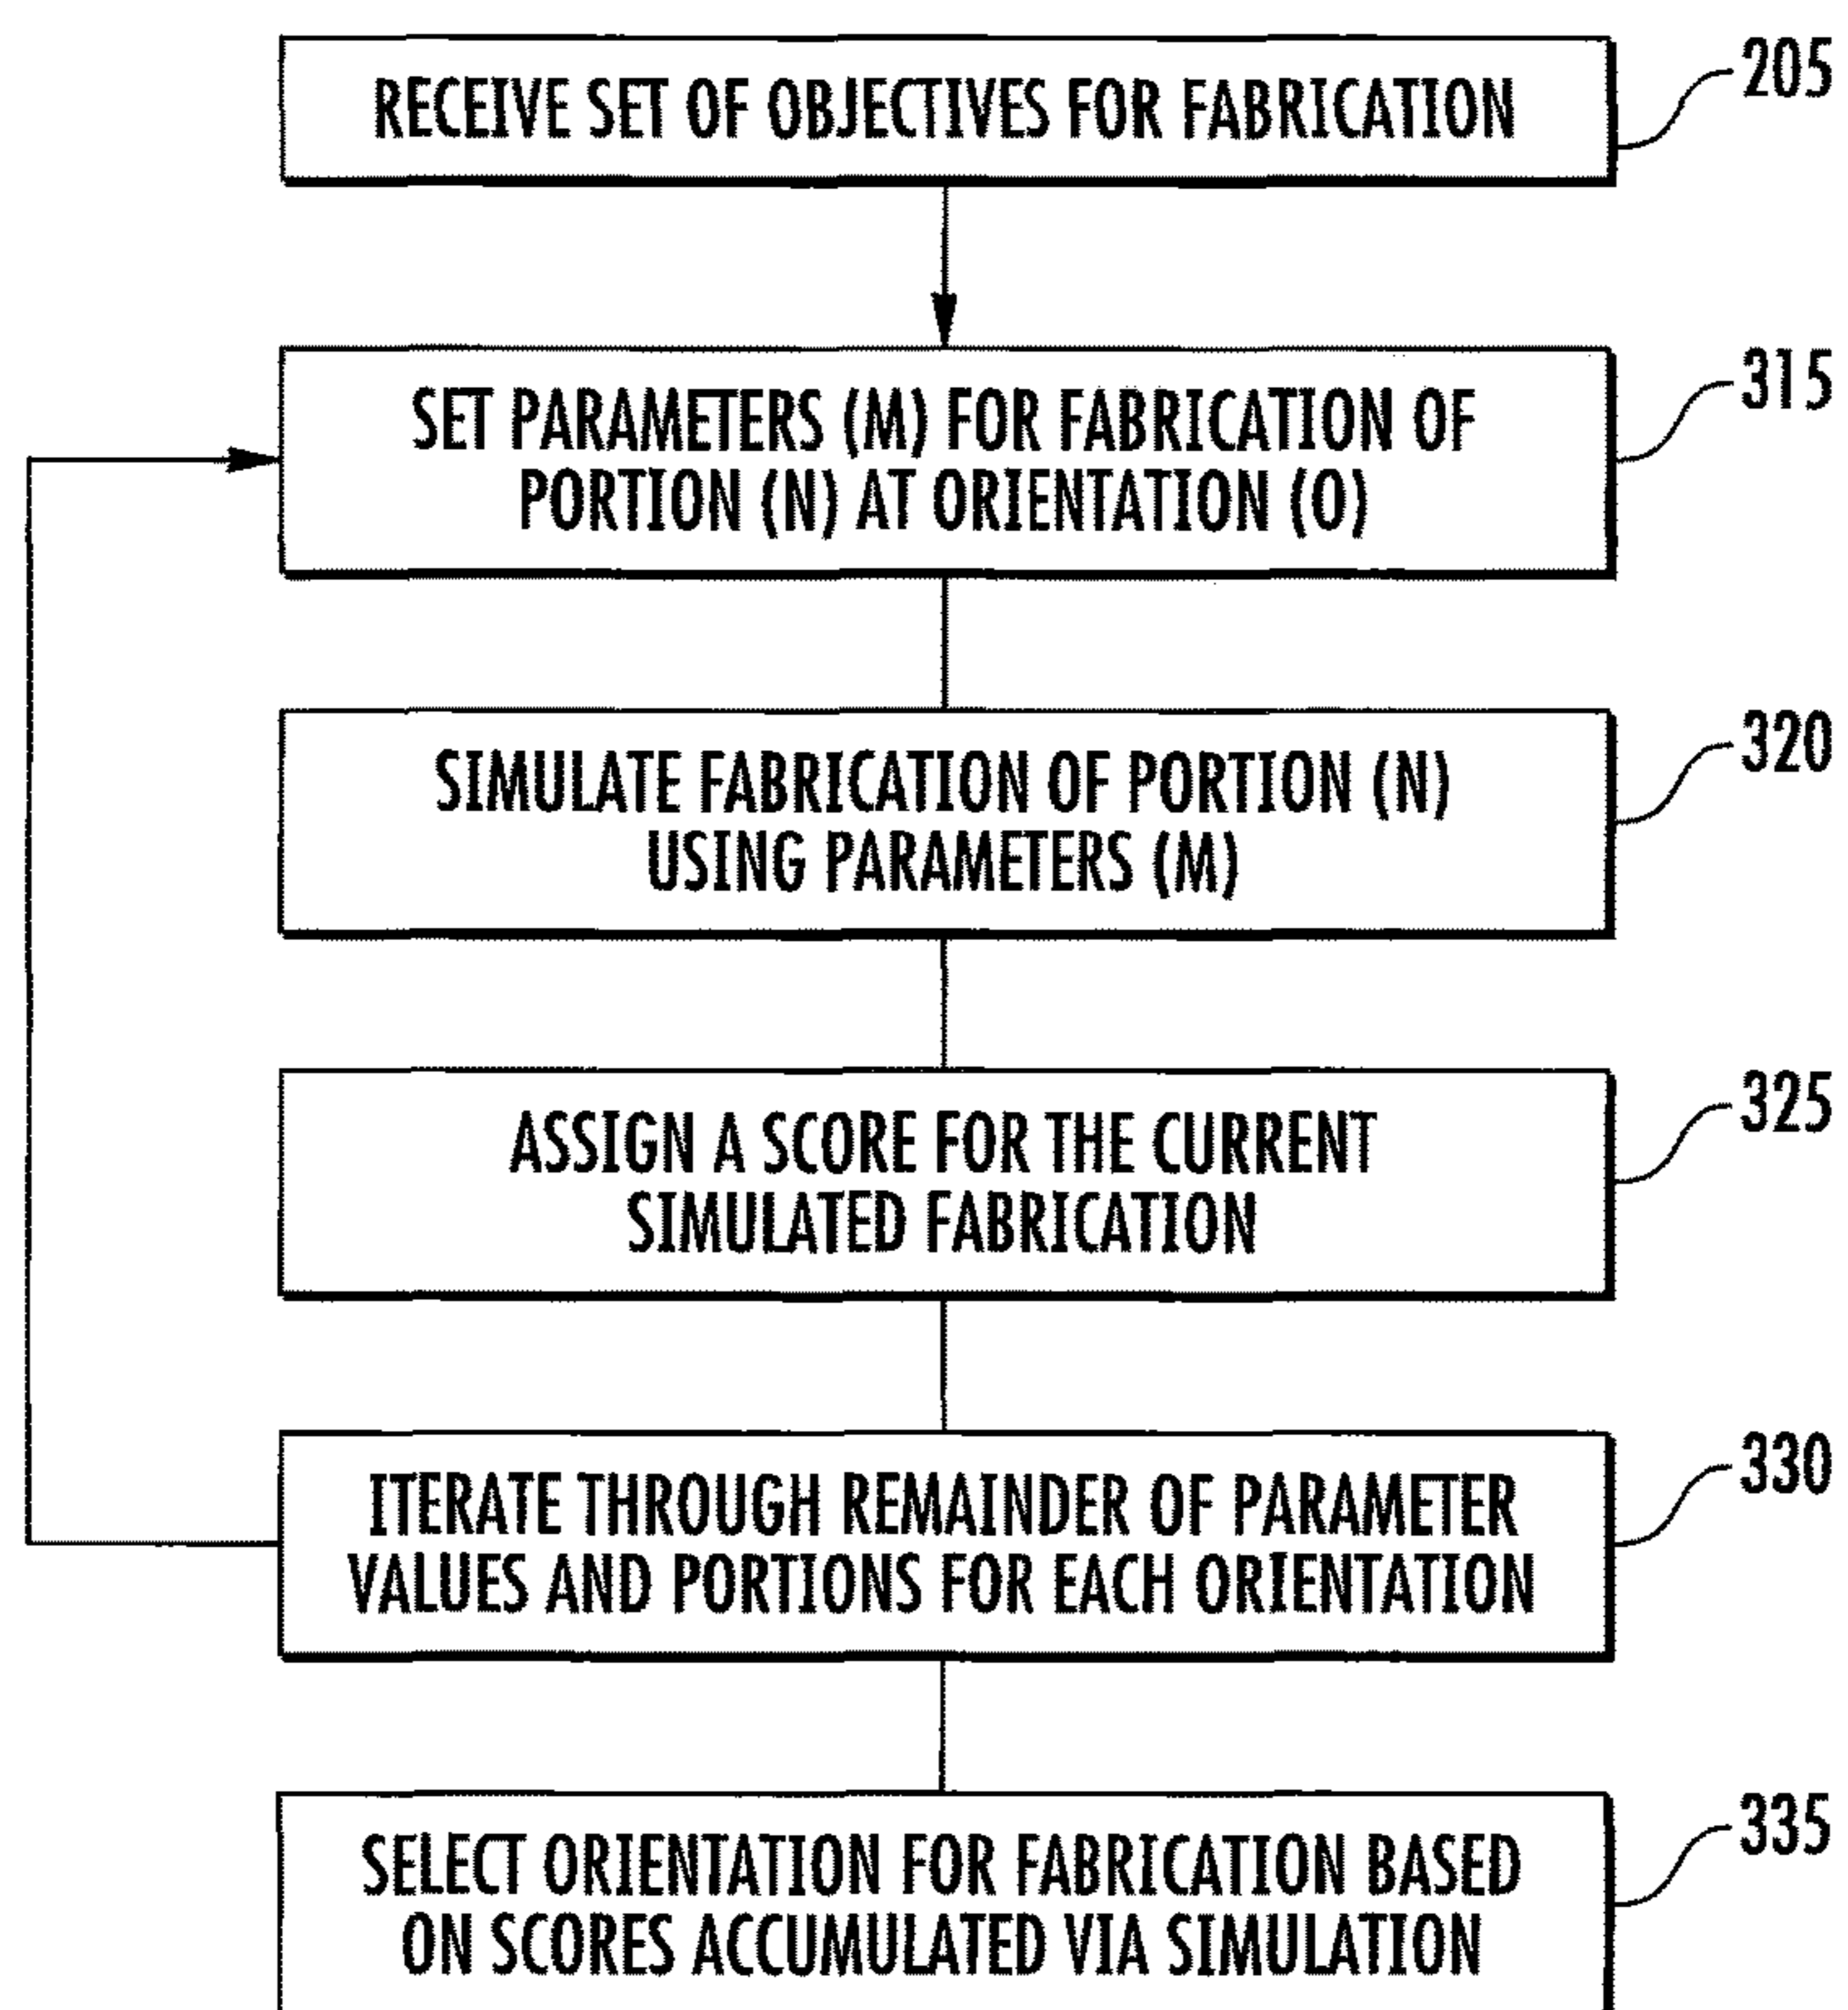 RECEIVE SET OF OBJECTIVES FOR FABRICATION
205
SET PARAMETERS (M) FOR FABRICATION OF
PORTION (N) AT ORIENTATION (O)
315
SIMULATE FABRICATION OF PORTION (N)
USING PARAMETERS (M)
320
ASSIGN A SCORE FOR THE CURRENT
SIMULATED FABRICATION
325
ITERATE THROUGH REMAINDER OF PARAMETER
VALUES AND PORTIONS FOR EACH ORIENTATION
330
SELECT ORIENTATION FOR FABRICATION BASED
ON SCORES ACCUMULATED VIA SIMULATION
335